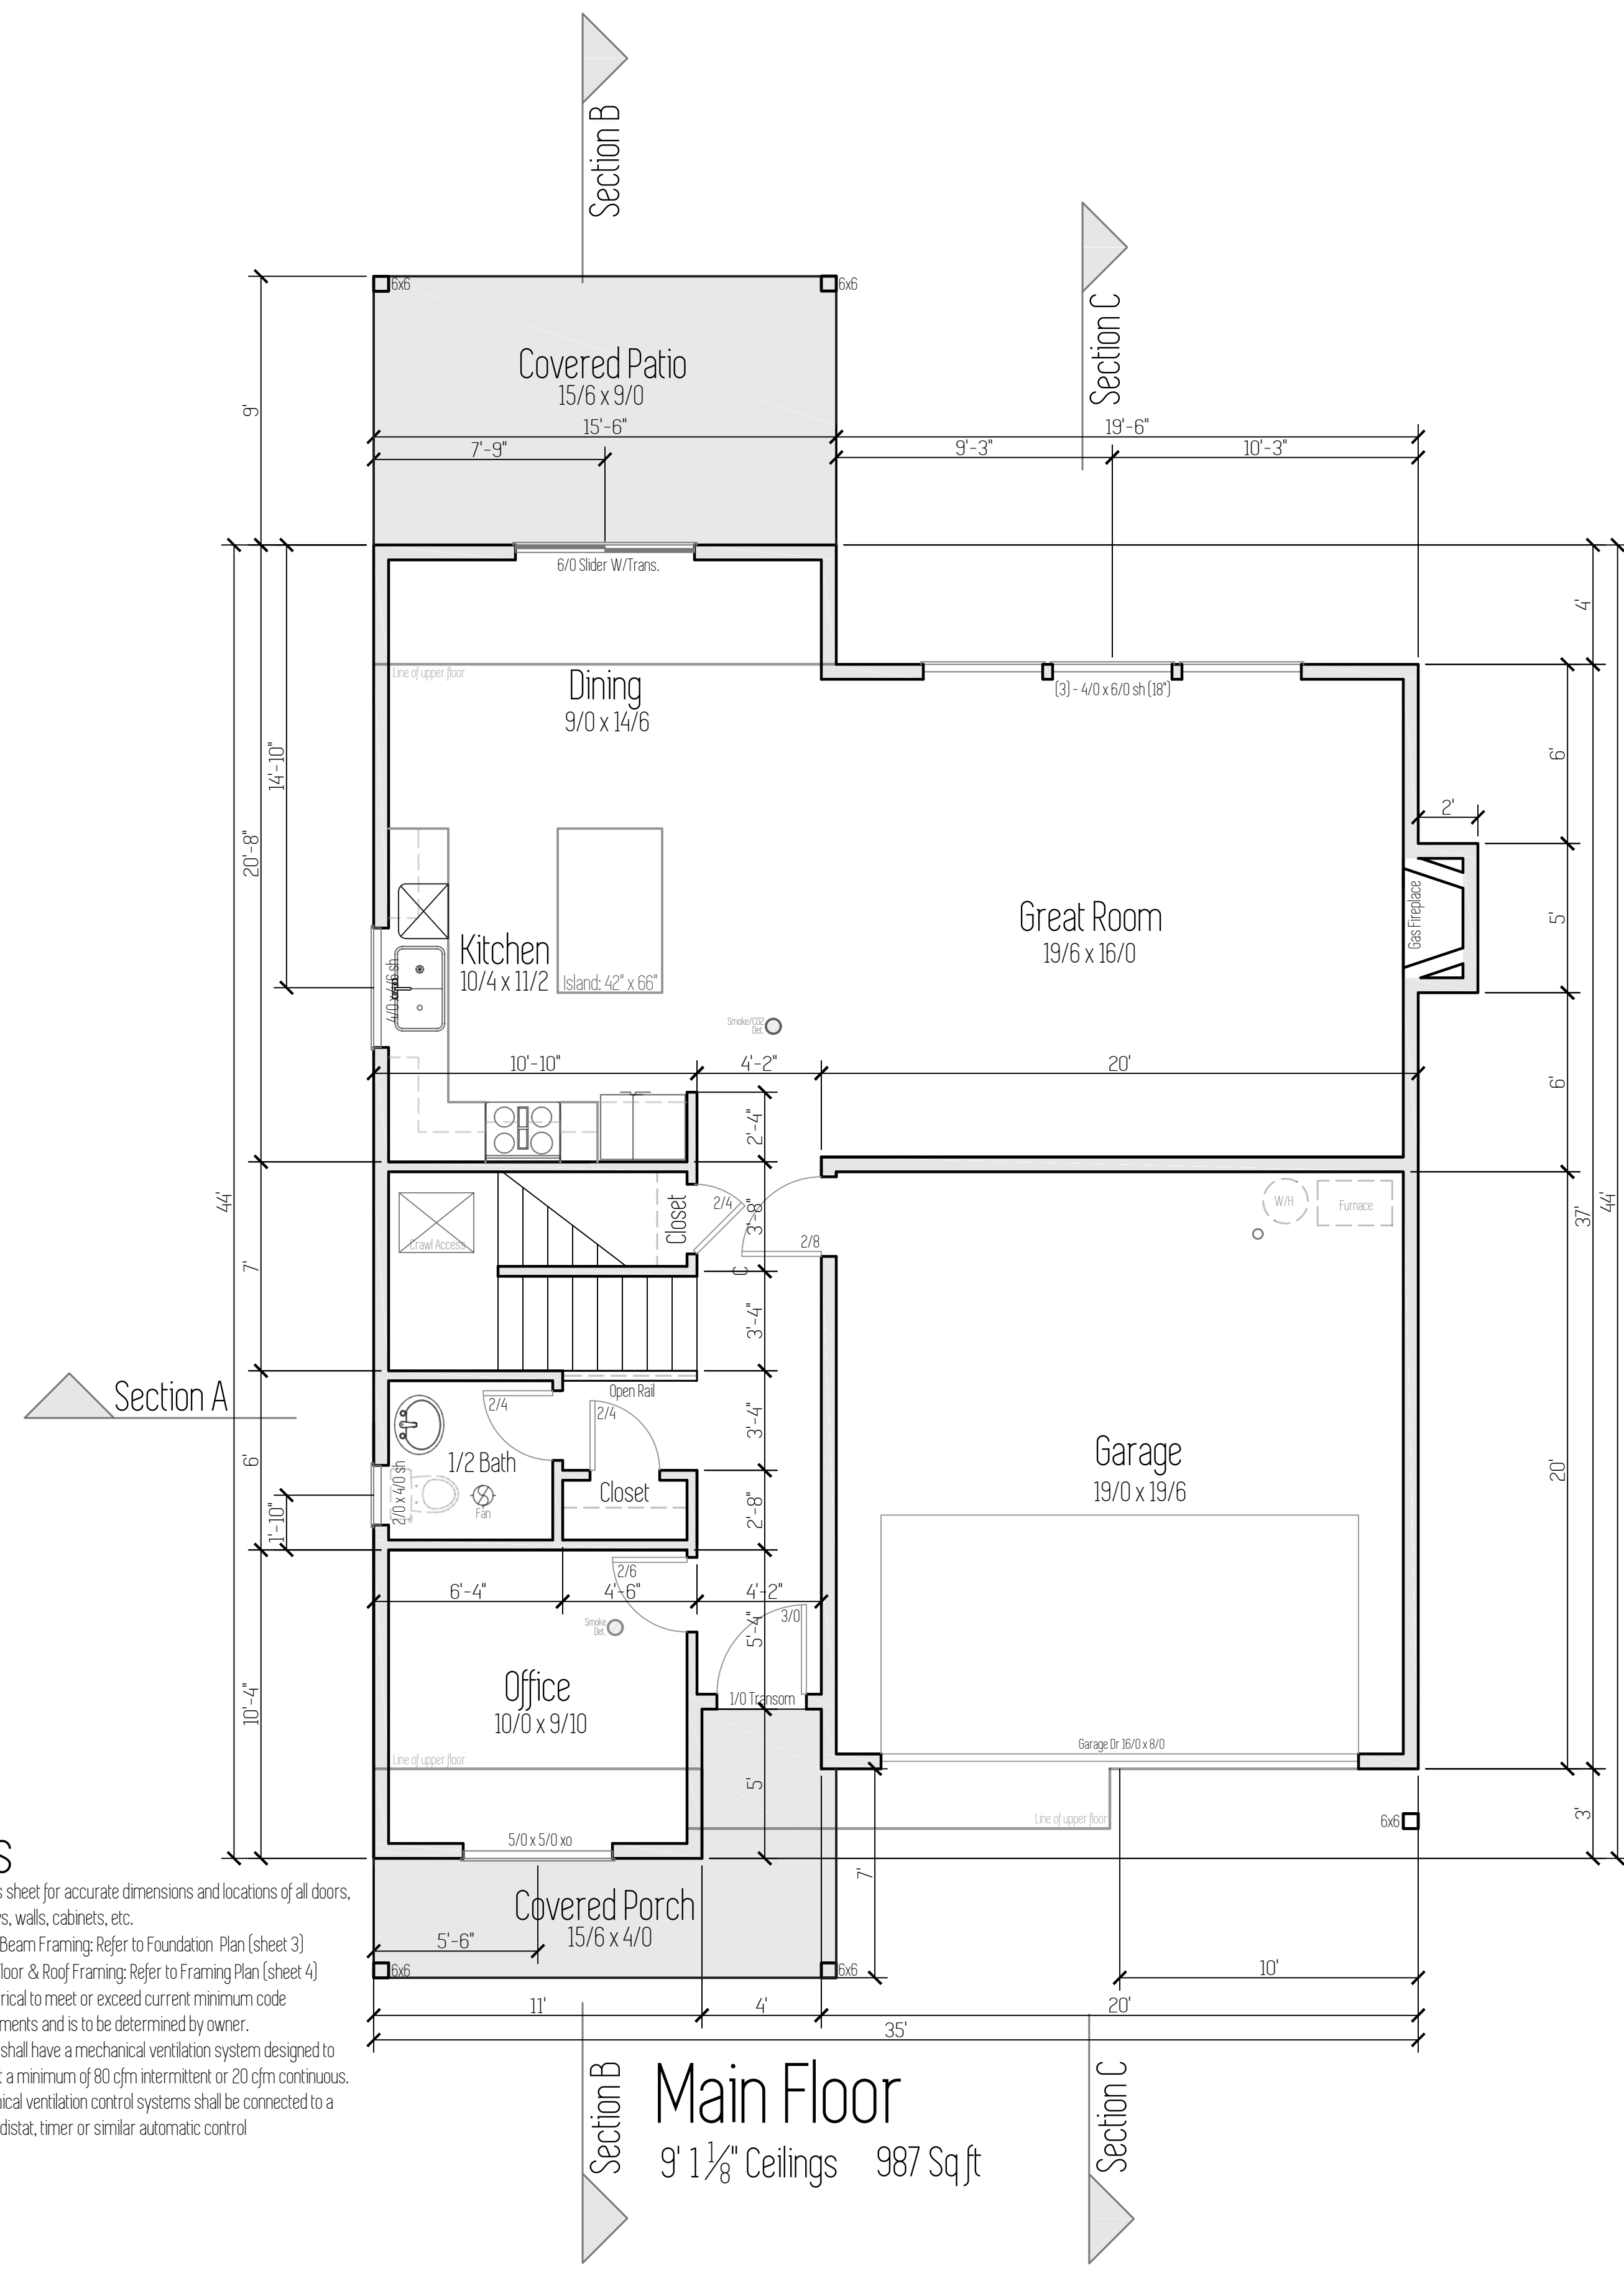 Section B
Section C
6x6
6x6
Covered Patio
15/6 x 9/0
9'
15'-6"
19'-6"
7'-9"
9'-3"
10'-3"
6/0 Slider W/Trans.
4'
Line of upper floor
Dining
9/0 x 14/6
(3) - 4/0 x 6/0 sh (18")
14'-10"
20'-8"
6'
2'
Gas Fireplace
5'
Great Room
19/6 x 16/0
Kitchen
10/4 x 11/2
Island: 42" x 66"
4/0 x 4/6 sh
Smoke/CO2
Det.
10'-10"
4'-2"
20'
6'
2'-4"
44'
Closet
2/4
3'-8"
2/8
W/H
Furnace
37'
44'
Crawl Access
7'
C
3'-4"
Section A
Open Rail
2/4
2/4
3'-4"
6'
1/2 Bath
2/0 x 4/0 sh
Fan
Closet
Garage
19/0 x 19/6
20'
1'-10"
2'-8"
2/6
6'-4"
4'-6"
4'-2"
Smoke
Det.
5'-4"
3/0
Office
10/0 x 9/10
1/0 Transom
10'-4"
Line of upper floor
Garage Dr 16/0 x 8/0
5'
Line of upper floor
6x6
3'
5/0 x 5/0 xo
7'
Covered Porch
15/6 x 4/0
5'-6"
6x6
6x6
10'
11'
4'
20'
35'
s sheet for accurate dimensions and locations of all doors,
s, walls, cabinets, etc.
Beam Framing: Refer to Foundation Plan (sheet 3)
loor & Roof Framing: Refer to Framing Plan (sheet 4)
rical to meet or exceed current minimum code
ments and is to be determined by owner.
shall have a mechanical ventilation system designed to
t a minimum of 80 cfm intermittent or 20 cfm continuous.
nical ventilation control systems shall be connected to a
distat, timer or similar automatic control
Section B
Section C
Main Floor
9' 1 1/8" Ceilings 987 Sq ft